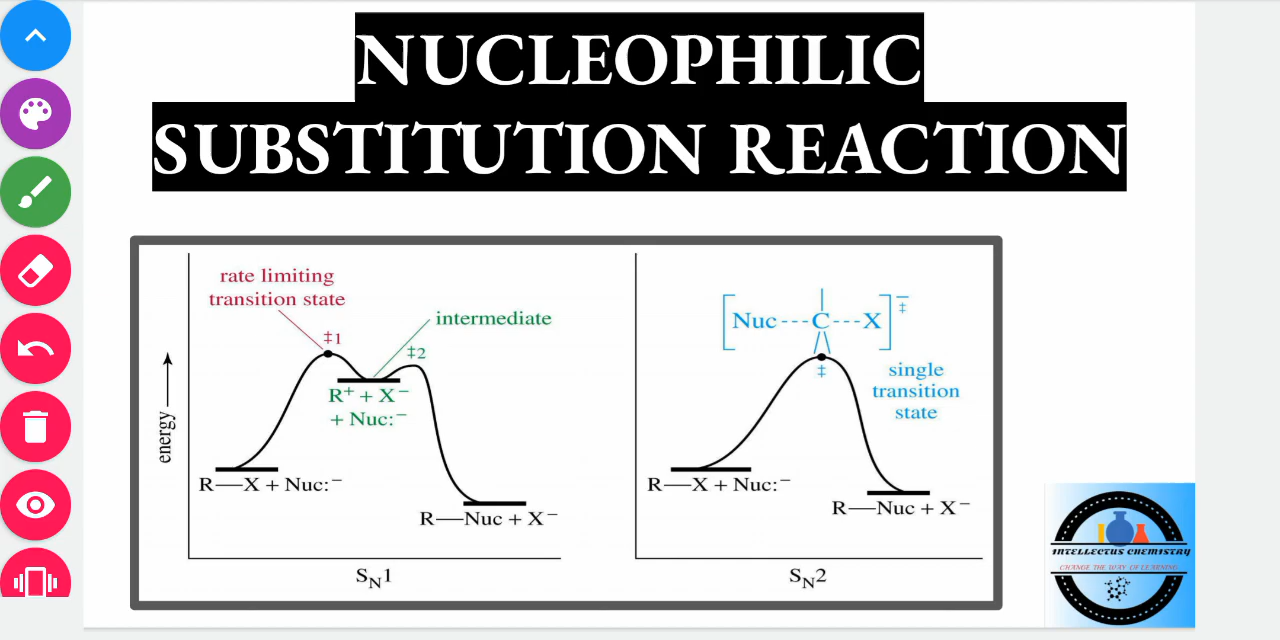 NUCLEOPHILIC
SUBSTITUTION REACTION
rate limiting
transition state
‡1
intermediate
‡2
R⁺ + X⁻
+ Nuc:⁻
energy
R—X + Nuc:⁻
R—Nuc + X⁻
SN1
[Nuc---C---X]⁻‡
‡
single
transition
state
R—X + Nuc:⁻
R—Nuc + X⁻
SN2
INTELLECTUS CHEMISTRY
CHANGE THE WAY OF LEARNING